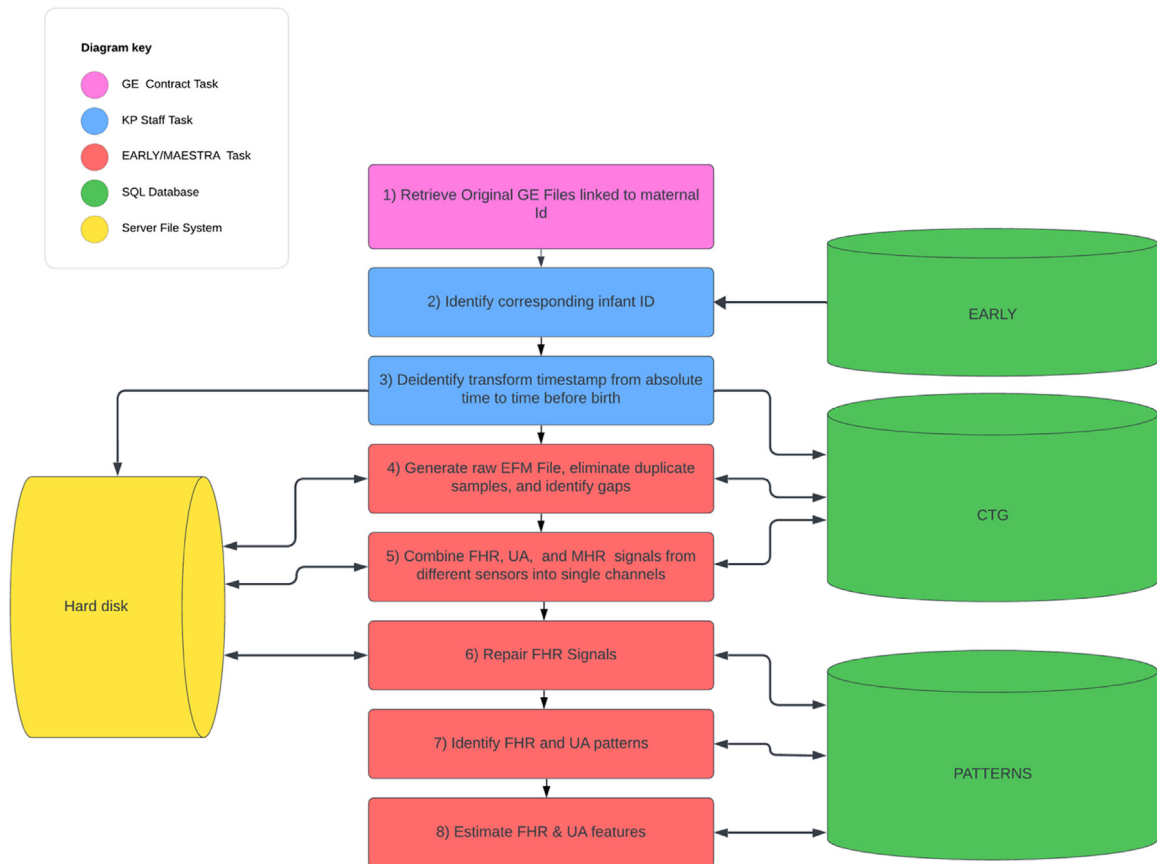 Diagram key
GE  Contract Task
KP Staff Task
EARLY/MAESTRA  Task
SQL Database
Server File System
1) Retrieve Original GE Files linked to maternal
Id
2) Identify corresponding infant ID
EARLY
3) Deidentify transform timestamp from absolute
time to time before birth
4) Generate raw EFM File, eliminate duplicate
samples, and identify gaps
CTG
5) Combine FHR, UA,  and MHR  signals from
different sensors into single channels
Hard disk
6) Repair FHR Signals
7) Identify FHR and UA patterns
PATTERNS
8) Estimate FHR & UA features